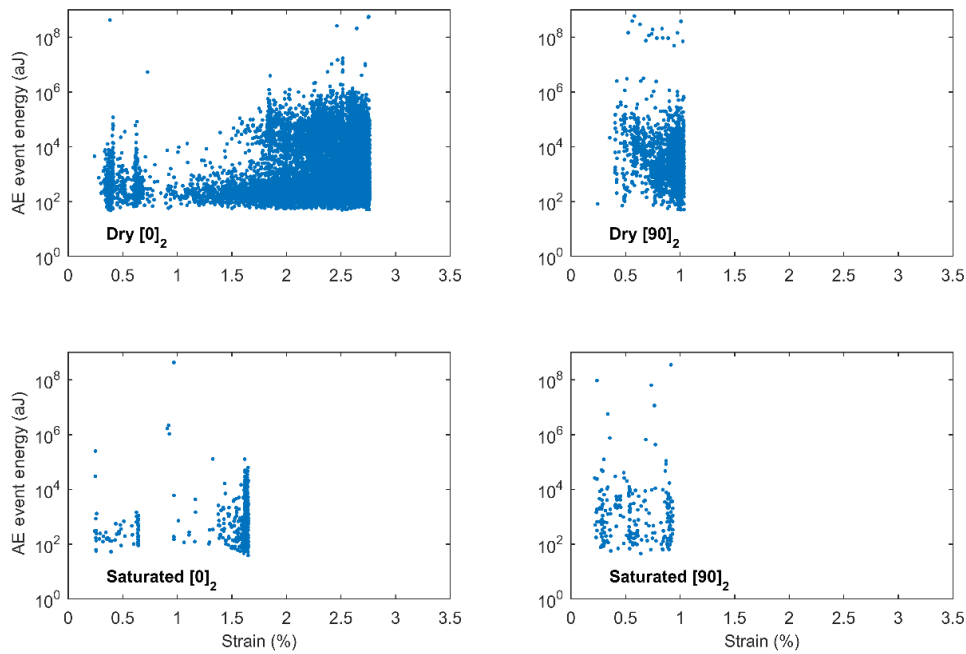 AE event energy (aJ)
10^8
10^6
10^4
10^2
10^0
Dry [0]_2
0 0.5 1 1.5 2 2.5 3 3.5
10^8
10^6
10^4
10^2
10^0
Dry [90]_2
0 0.5 1 1.5 2 2.5 3 3.5
AE event energy (aJ)
10^8
10^6
10^4
10^2
10^0
Saturated [0]_2
0 0.5 1 1.5 2 2.5 3 3.5
Strain (%)
10^8
10^6
10^4
10^2
10^0
Saturated [90]_2
0 0.5 1 1.5 2 2.5 3 3.5
Strain (%)